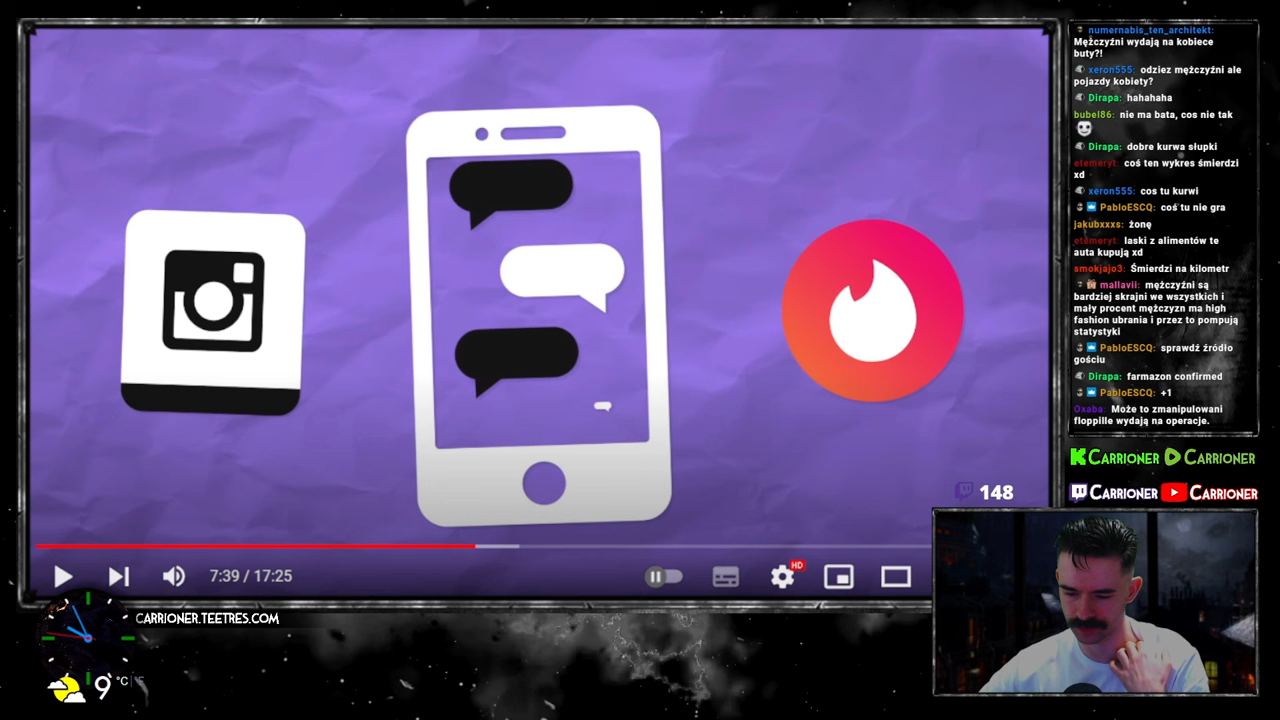 numernabis_ten_architekt:
Mężczyźni wydają na kobiece
buty?!
xeron555: odziez mężczyźni ale
pojazdy kobiety?
Dirapa: hahahaha
bubel86: nie ma bata, cos nie tak
Dirapa: dobre kurwa słupki
etemeryt: coś ten wykres śmierdzi
xd
xeron555: cos tu kurwi
PabloESCQ: coś tu nie gra
jakubxxxs: żonę
etemeryt: laski z alimentów te
auta kupują xd
smokjajo3: Śmierdzi na kilometr
mallavii: mężczyźni są
bardziej skrajni we wszystkich i
mały procent mężczyzn ma high
fashion ubrania i przez to pompują
statystyki
PabloESCQ: sprawdź źródło
gościu
Dirapa: farmazon confirmed
PabloESCQ: +1
Oxaba: Może to zmanipulowani
floppille wydają na operacje.
K CARRIONER CARRIONER
CARRIONER CARRIONER
148
HD
7:39 / 17:25
CARRIONER.TEETRES.COM
9 °C F